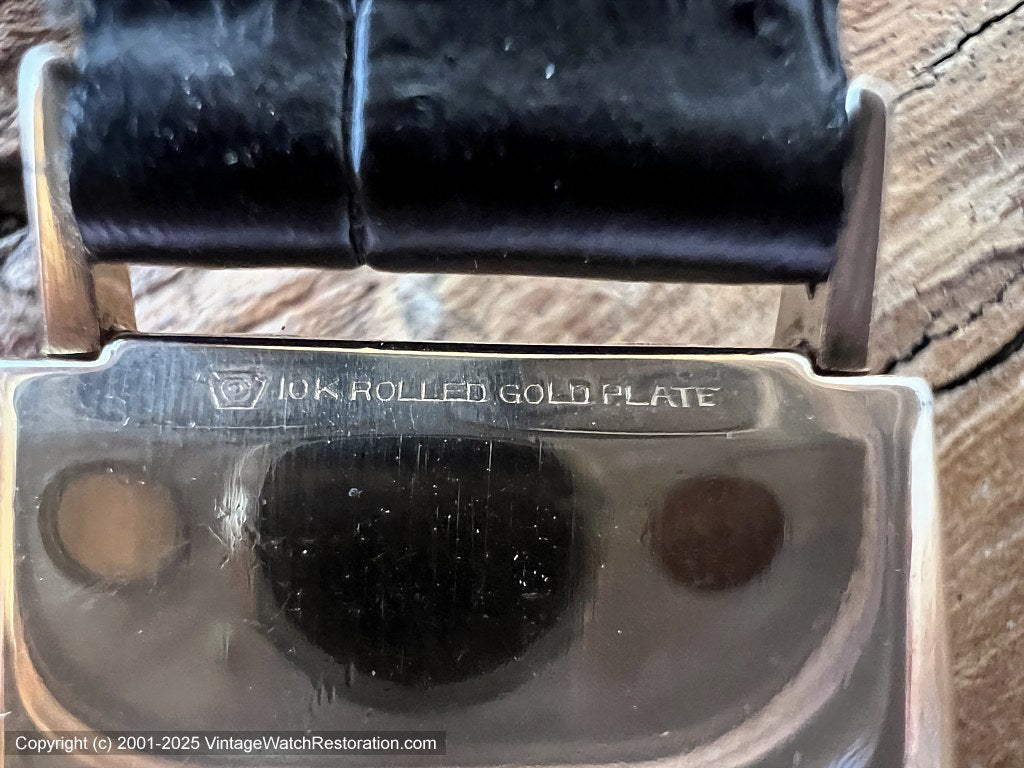 10K ROLLED GOLD PLATE
Copyright (c) 2001-2025 VintageWatchRestoration.com